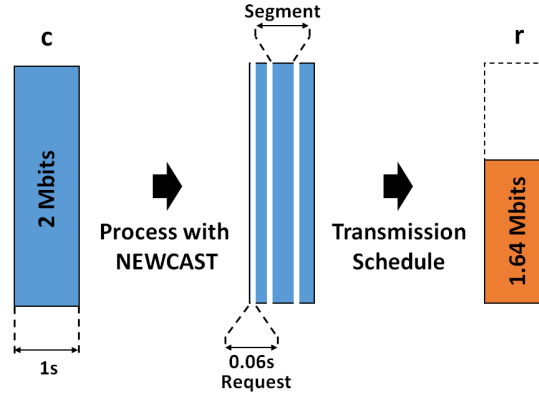 Segment
c
r
2 Mbits
Process with
NEWCAST
Transmission
Schedule
1.64 Mbits
1s
0.06s
Request